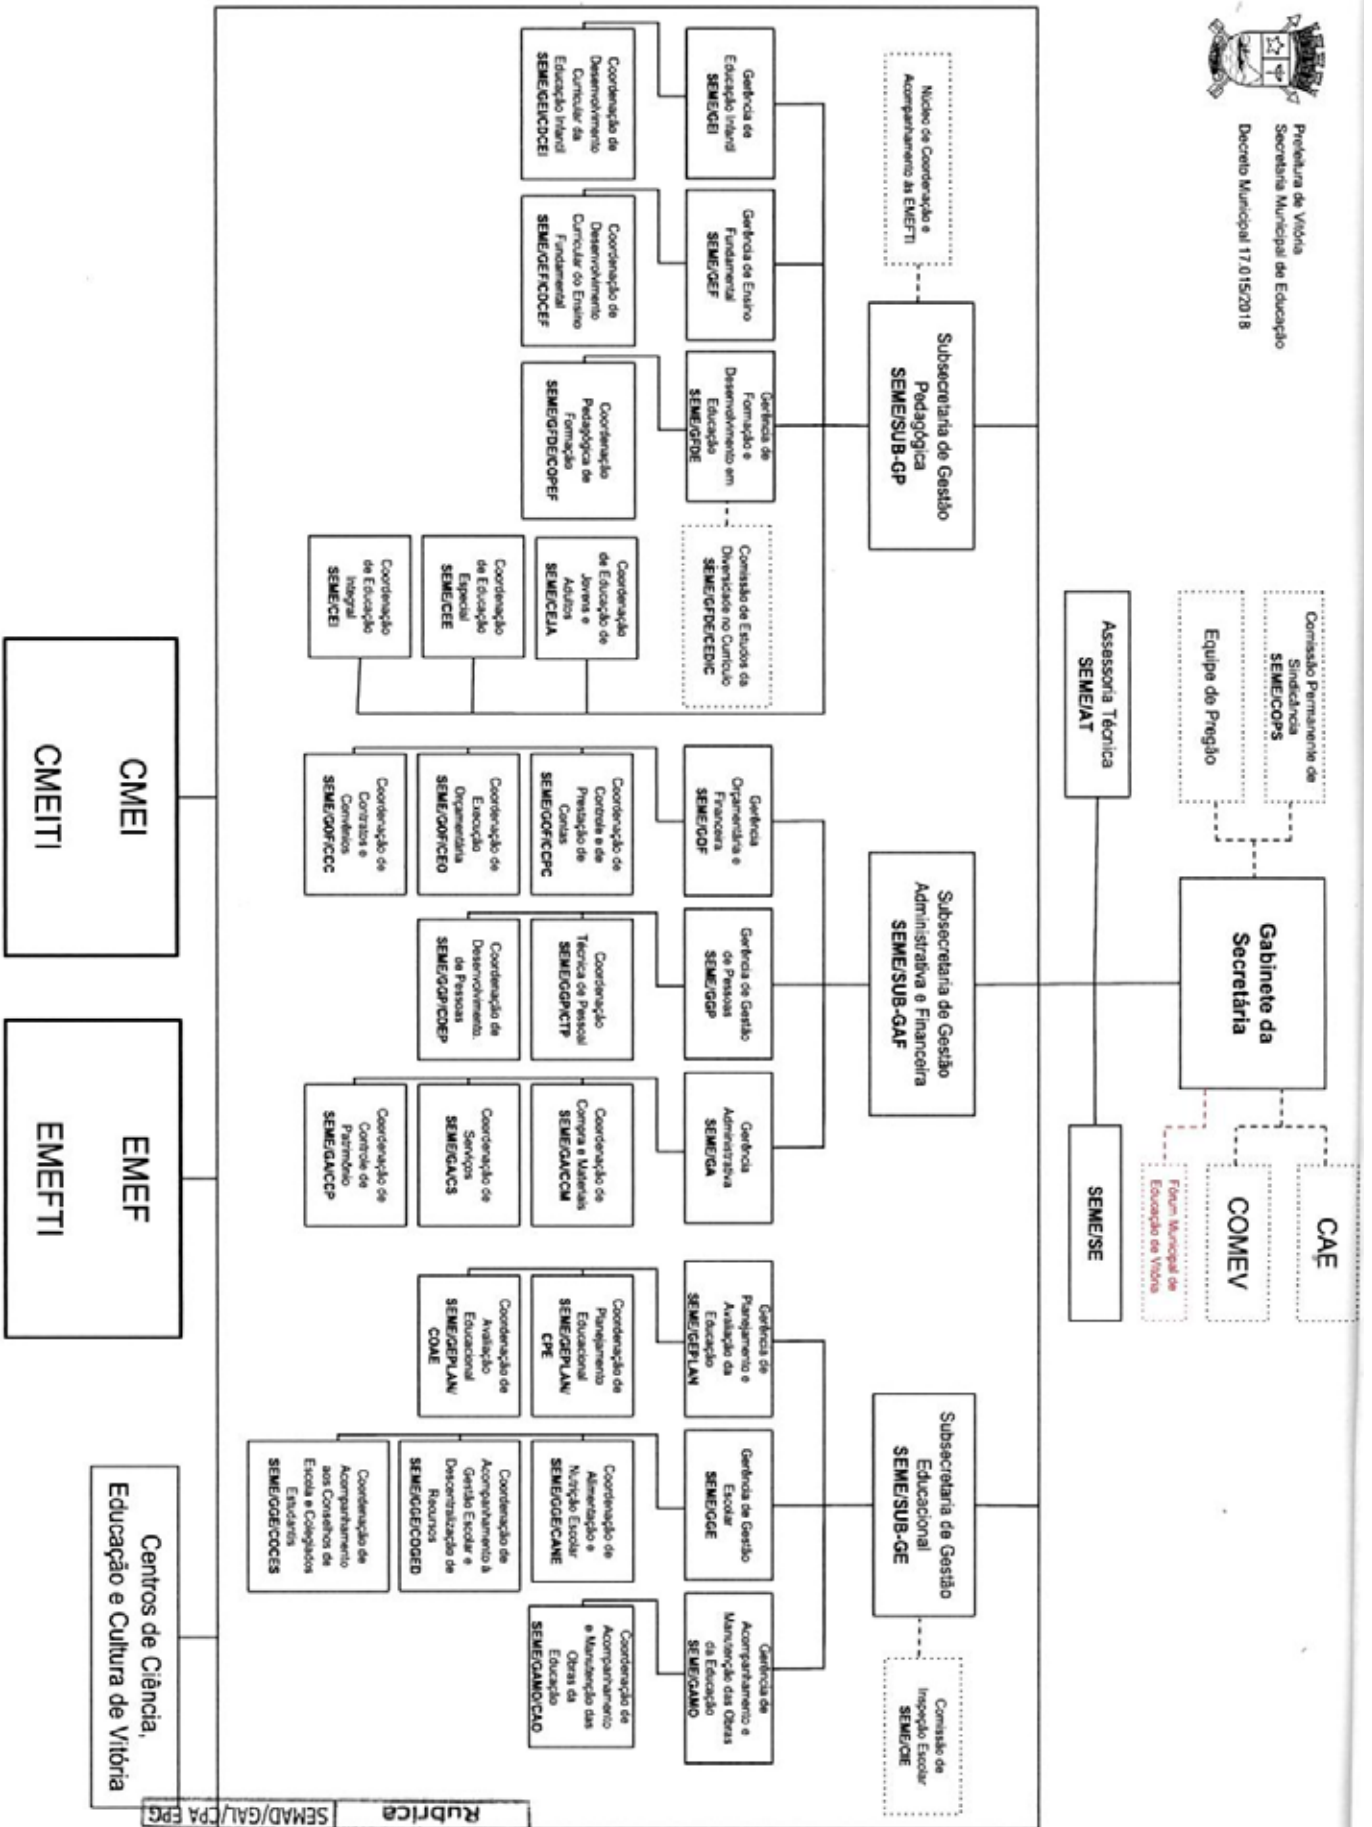 Prefeitura de Vitória
Secretaria Municipal de Educação
Decreto Municipal 17.015/2018
Comissão Permanente de
Sindicância
SEME/COPS
Equipe de Pregão
Gabinete da
Secretária
CAE
COMEV
Fórum Municipal de
Educação de Vitória
Assessoria Técnica
SEME/AT
SEME/SE
Núcleo de Coordenação e
Acompanhamento às EMEFTI
Subsecretaria de Gestão
Pedagógica
SEME/SUB-GP
Subsecretaria de Gestão
Administrativa e Financeira
SEME/SUB-GAF
Subsecretaria de Gestão
Educacional
SEME/SUB-GE
Comissão de
Inspeção Escolar
SEME/CIE
Gerência de
Educação Infantil
SEME/GEI
Gerência de Ensino
Fundamental
SEME/GEF
Gerência de
Formação e
Desenvolvimento em
Educação
SEME/GFDE
Comissão de Estudos da
Diversidade no Currículo
SEME/GFDE/CEDIC
Gerência
Orçamentária e
Financeira
SEME/GOF
Gerência de Gestão
de Pessoas
SEME/GGP
Gerência
Administrativa
SEME/GA
Gerência de
Planejamento e
Avaliação da
Educação
SEME/GEPLAN
Gerência de Gestão
Escolar
SEME/GGE
Gerência de
Acompanhamento e
Manutenção das Obras
da Educação
SEME/GAMO
Coordenação de
Desenvolvimento
Curricular da
Educação Infantil
SEME/GEI/CDCEI
Coordenação de
Desenvolvimento
Curricular do Ensino
Fundamental
SEME/GEF/CDCEF
Coordenação
Pedagógica de
Formação
SEME/GFDE/COPEF
Coordenação
de Educação de
Jovens e
Adultos
SEME/CEJA
Coordenação
de Educação
Especial
SEME/CEE
Coordenação
de Educação
Integral
SEME/CEI
Coordenação de
Controle e de
Prestação de
Contas
SEME/GOF/CCPC
Coordenação de
Execução
Orçamentária
SEME/GOF/CEO
Coordenação de
Contratos e
Convênios
SEME/GOF/CCC
Coordenação
Técnica de Pessoal
SEME/GGP/CTP
Coordenação de
Desenvolvimento.
de Pessoas
SEME/GGP/CDEP
Coordenação de
Compra e Materiais
SEME/GA/CCM
Coordenação de
Serviços
SEME/GA/CS
Coordenação de
Controle de
Patrimônio
SEME/GA/CCP
Coordenação de
Planejamento
Educacional
SEME/GEPLAN/
CPE
Coordenação de
Avaliação
Educacional
SEME/GEPLAN/
COAE
Coordenação de
Alimentação e
Nutrição Escolar
SEME/GGE/CANE
Coordenação de
Acompanhamento à
Gestão Escolar e
Descentralização de
Recursos
SEME/GGE/COGED
Coordenação de
Acompanhamento
aos Conselhos de
Escola e Colegiados
Estudantis
SEME/GGE/COCES
Coordenação de
Acompanhamento
e Manutenção das
Obras da
Educação
SEME/GAMO/CAO
CMEI
CMEITI
EMEF
EMEFTI
Centros de Ciência,
Educação e Cultura de Vitória
Rubrica
SEMAD/GAL/CPA EPG